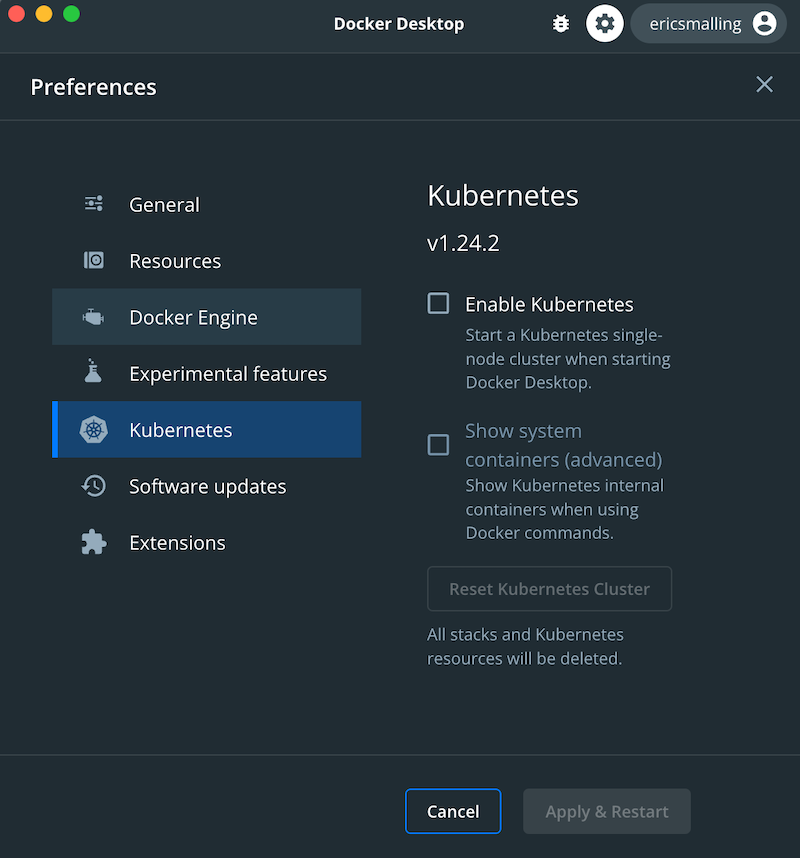 Docker Desktop
ericsmalling
Preferences
General
Resources
Docker Engine
Experimental features
Kubernetes
Software updates
Extensions
Kubernetes
v1.24.2
Enable Kubernetes
Start a Kubernetes single-
node cluster when starting
Docker Desktop.
Show system
containers (advanced)
Show Kubernetes internal
containers when using
Docker commands.
Reset Kubernetes Cluster
All stacks and Kubernetes
resources will be deleted.
Cancel
Apply & Restart